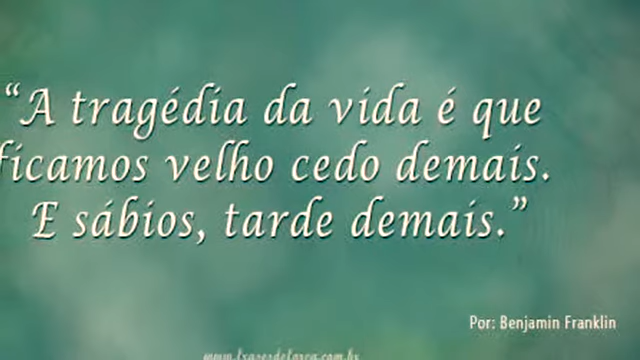 “A tragédia da vida é que
ficamos velho cedo demais.
E sábios, tarde demais.”
Por: Benjamin Franklin